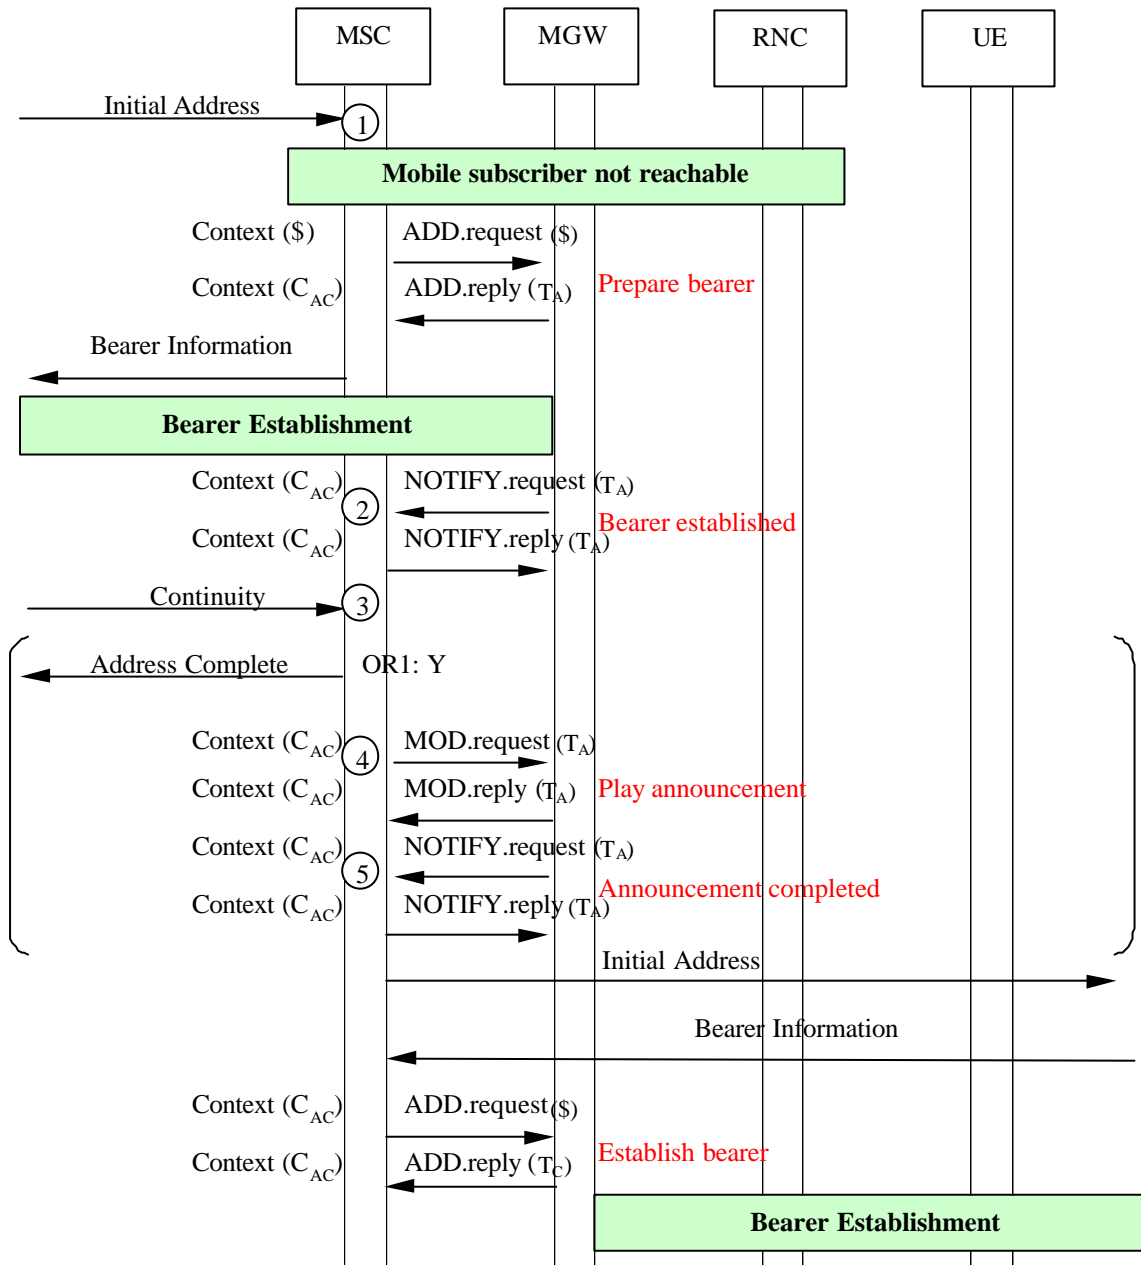 MSC MGW RNC UE
Initial Address
1
Mobile subscriber not reachable
Context ($) ADD.request ($)
Context (CAC) ADD.reply (TA) Prepare bearer
Bearer Information
Bearer Establishment
Context (CAC) NOTIFY.request (TA)
2 Bearer established
Context (CAC) NOTIFY.reply (TA)
Continuity 3
Address Complete OR1: Y
Context (CAC) 4 MOD.request (TA)
Context (CAC) MOD.reply (TA) Play announcement
Context (CAC) NOTIFY.request (TA)
5 Announcement completed
Context (CAC) NOTIFY.reply (TA)
Initial Address
Bearer Information
Context (CAC) ADD.request ($)
Context (CAC) ADD.reply (TC) Establish bearer
Bearer Establishment